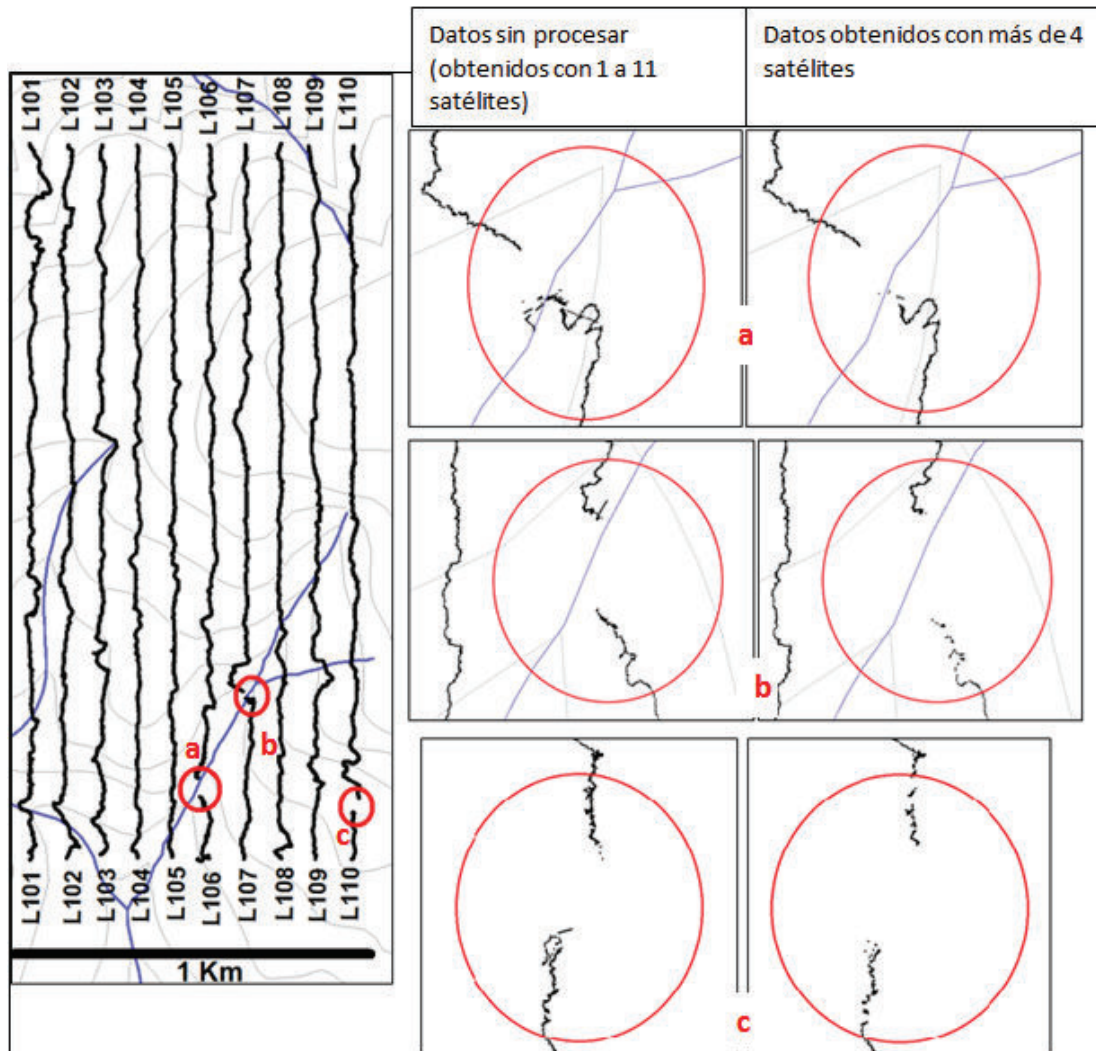 Datos sin procesar
(obtenidos con 1 a 11
satélites)
Datos obtenidos con más de 4
satélites
L101
L102
L103
L104
L105
L106
L107
L108
L109
L110
a
b
c
L101
L102
L103
L104
L105
L106
L107
L108
L109
L110
1 Km
a
b
c